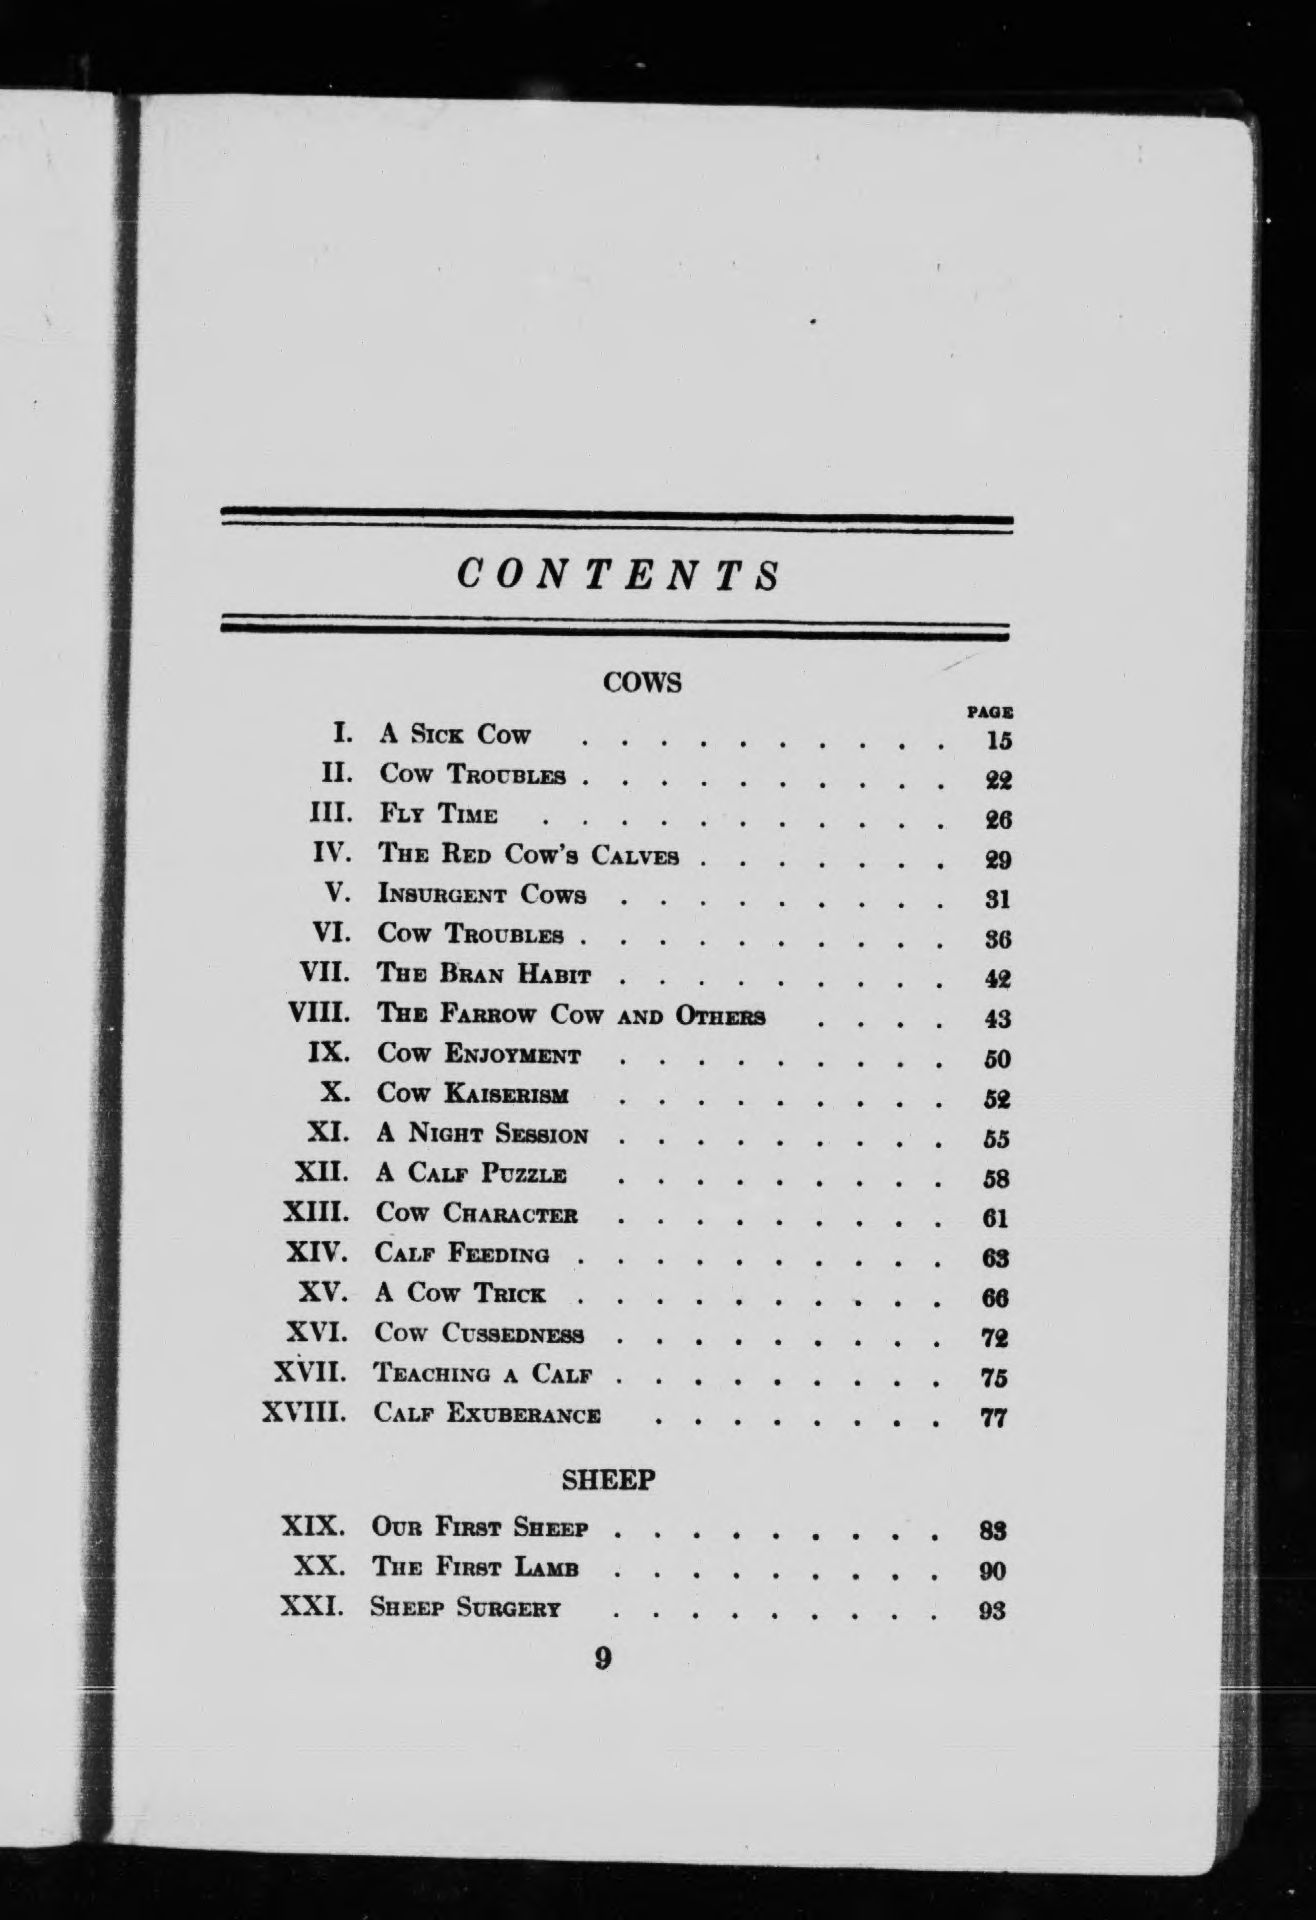 CONTENTS
COWS
PAGE
I. A Sick Cow . . . . . . . . . . 15
II. Cow Troubles . . . . . . . . . . 22
III. Fly Time . . . . . . . . . . . 26
IV. The Red Cow's Calves . . . . . . . 29
V. Insurgent Cows . . . . . . . . . 31
VI. Cow Troubles . . . . . . . . . . 36
VII. The Bran Habit . . . . . . . . . 42
VIII. The Farrow Cow and Others . . . . 43
IX. Cow Enjoyment . . . . . . . . . 50
X. Cow Kaiserism . . . . . . . . . 52
XI. A Night Session . . . . . . . . . 55
XII. A Calf Puzzle . . . . . . . . . 58
XIII. Cow Character . . . . . . . . . 61
XIV. Calf Feeding . . . . . . . . . . 63
XV. A Cow Trick . . . . . . . . . . 66
XVI. Cow Cussedness . . . . . . . . . 72
XVII. Teaching a Calf . . . . . . . . . 75
XVIII. Calf Exuberance . . . . . . . . 77
SHEEP
XIX. Our First Sheep . . . . . . . . . 83
XX. The First Lamb . . . . . . . . . 90
XXI. Sheep Surgery . . . . . . . . . 93
9